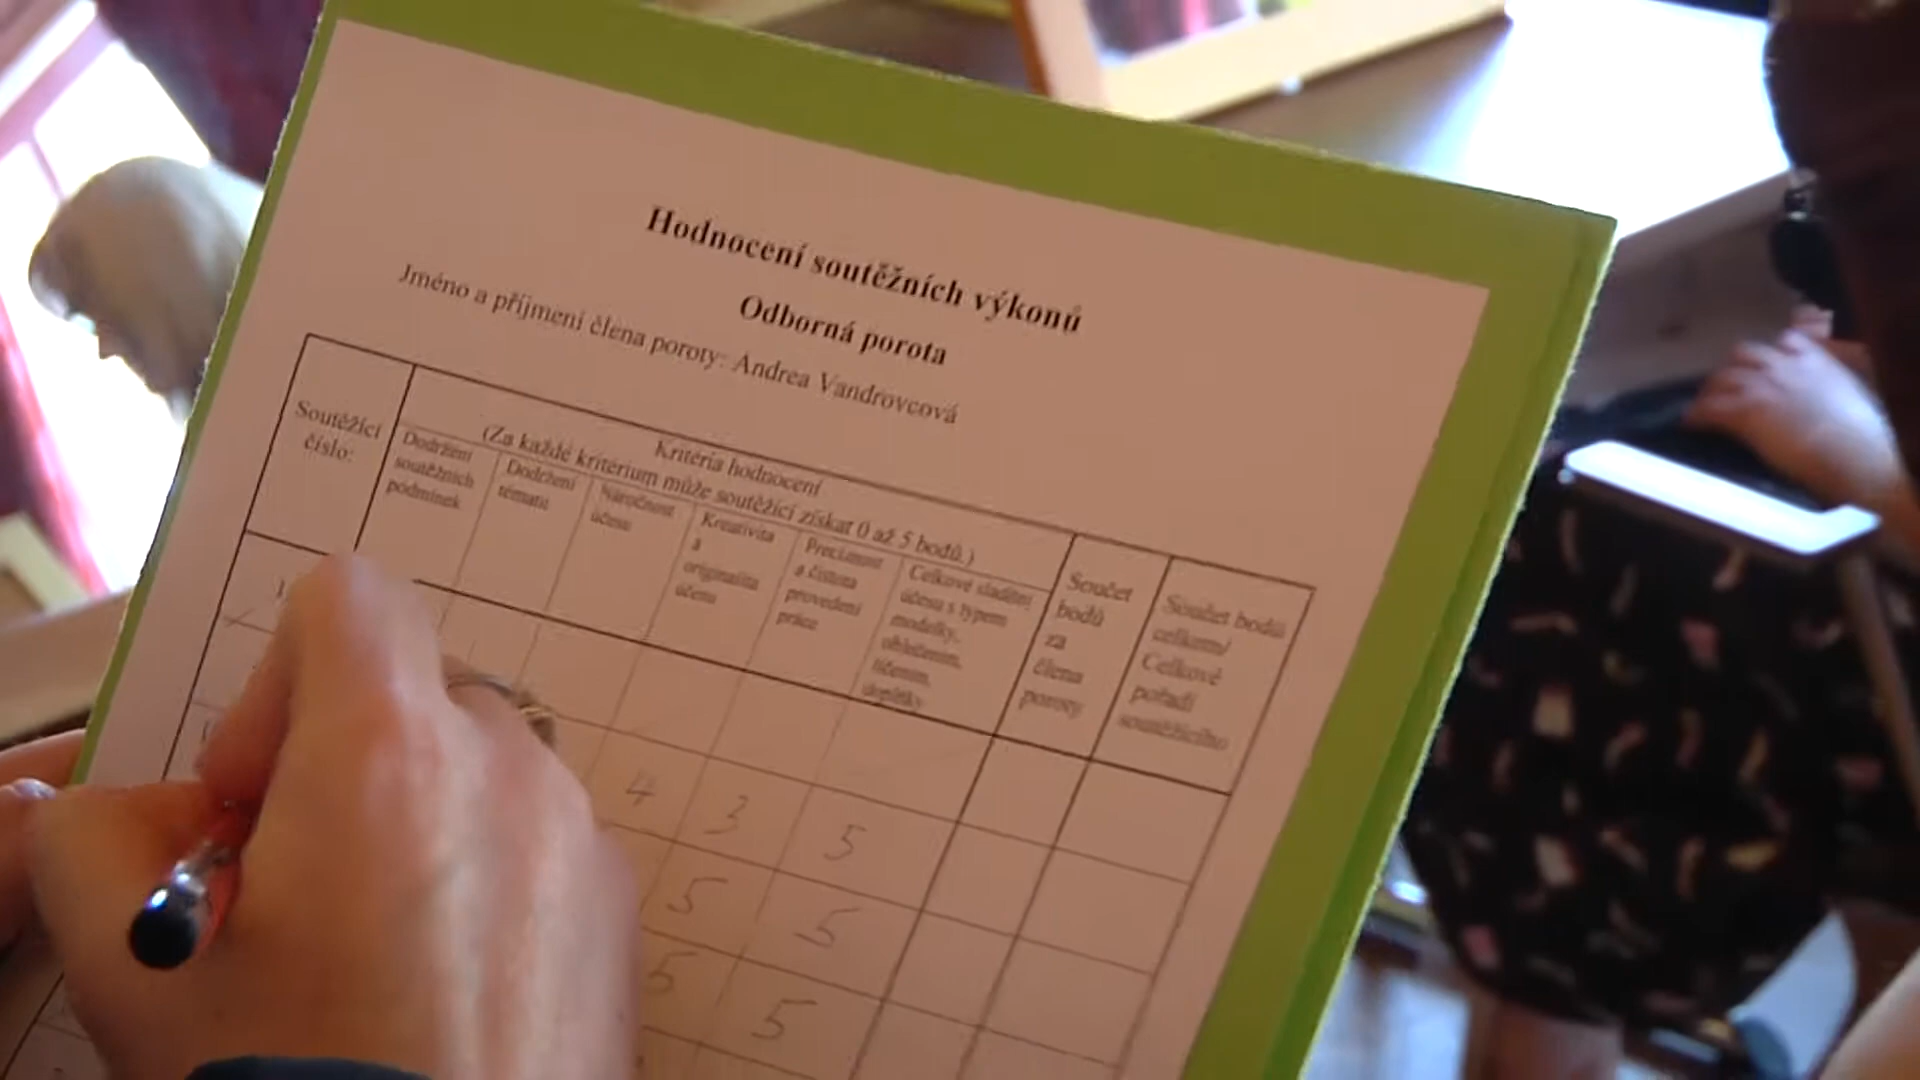 Hodnocení soutěžních výkonů
Odborná porota
Jméno a příjmení člena poroty: Andrea Vandrovcová
Soutěžící
číslo:
Kritéria hodnocení
(Za každé kritérium může soutěžící získat 0 až 5 bodů.)
Dodržení
soutěžních
podmínek
Dodržení
tématu
Náročnost
účesu
Kreativita
a
originalita
účesu
Preciznost
a čistota
provedení
práce
Celkové sladění
účesu s typem
modelky,
oblečením,
líčením,
doplňky
Součet
bodů
za
člena
poroty
Součet bodů
celkem/
Celkové
pořadí
soutěžícího
1
4 3 5
5 5
5 5